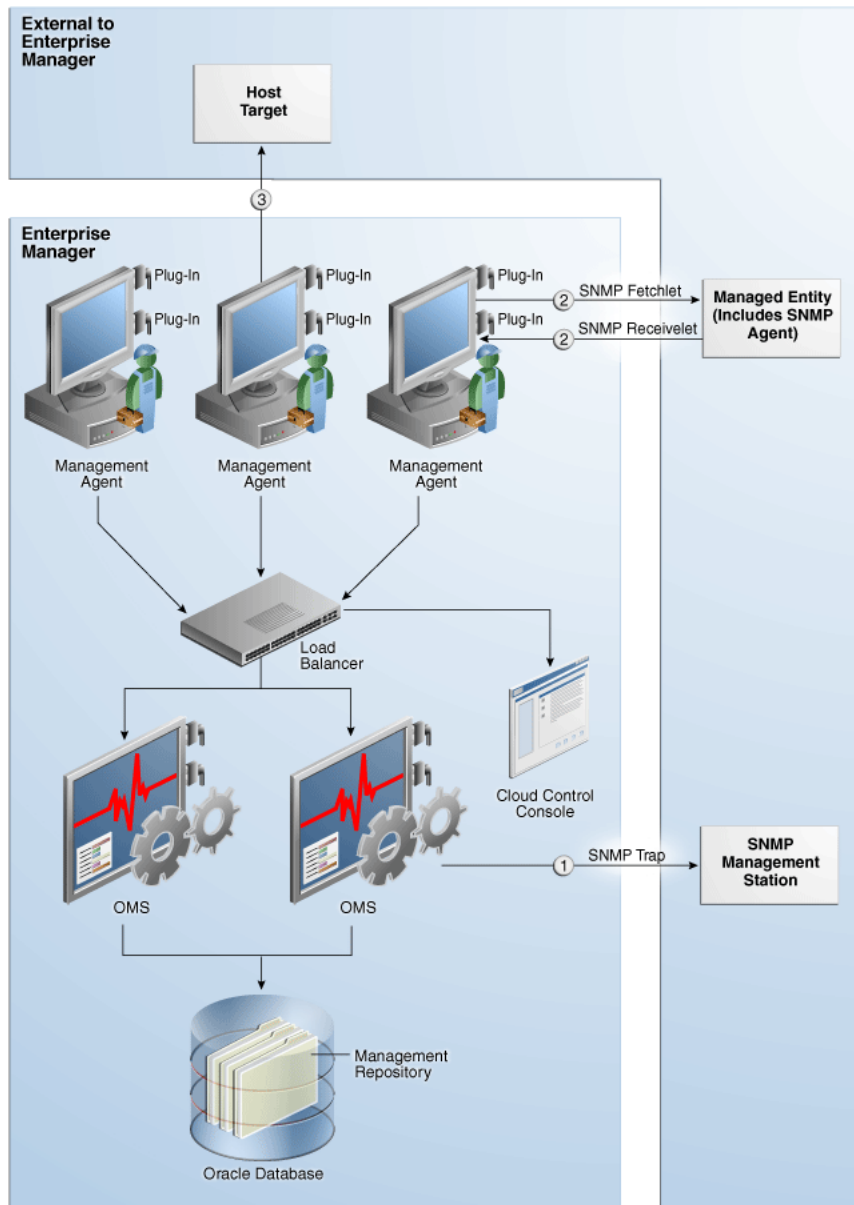 External to
Enterprise
Manager
Host
Target
3
Enterprise
Manager
Plug-In
Plug-In
Plug-In
Plug-In
Plug-In
Plug-In
2
SNMP Fetchlet
2
SNMP Receivelet
Managed Entity
(Includes SNMP
Agent)
Management
Agent
Management
Agent
Management
Agent
Load
Balancer
Cloud Control
Console
OMS
OMS
1
SNMP Trap
SNMP
Management
Station
Management
Repository
Oracle Database